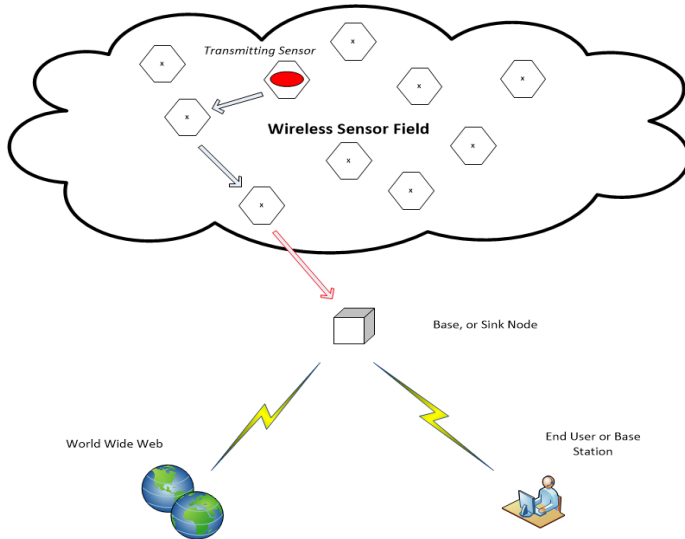 Transmitting Sensor
x
x
x
x
x
Wireless Sensor Field
x
x
x
x
Base, or Sink Node
World Wide Web
End User or Base
Station